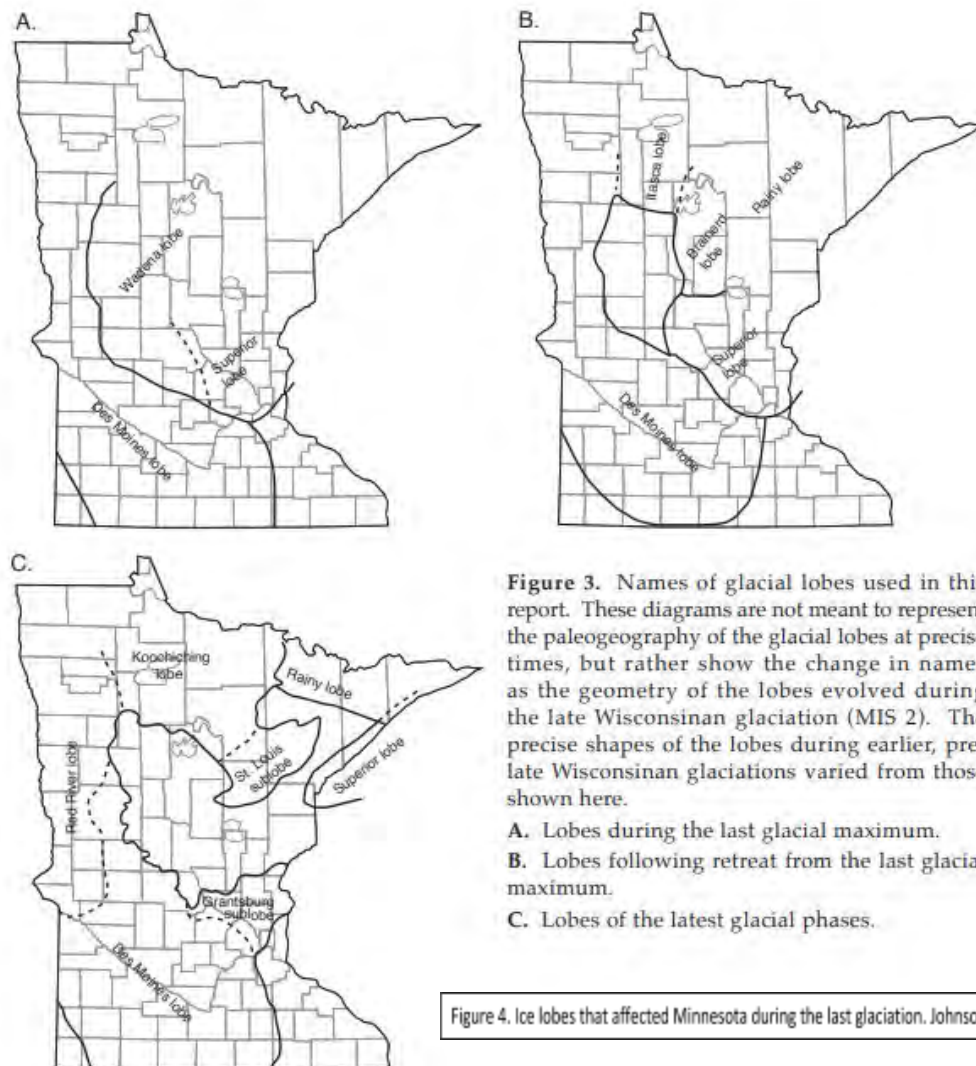 A.
Wadena lobe
Superior
lobe
Des Moines lobe
B.
Itasca lobe
Rainy lobe
Brainerd
lobe
Superior
lobe
Des Moines lobe
C.
Koochiching
lobe
Rainy lobe
St. Louis
sublobe
Superior lobe
Red River lobe
Grantsburg
sublobe
Des Moines lobe
Figure 3. Names of glacial lobes used in this
report. These diagrams are not meant to represen
the paleogeography of the glacial lobes at precis
times, but rather show the change in name
as the geometry of the lobes evolved during
the late Wisconsinan glaciation (MIS 2). Th
precise shapes of the lobes during earlier, pre
late Wisconsinan glaciations varied from thos
shown here.
A. Lobes during the last glacial maximum.
B. Lobes following retreat from the last glacia
maximum.
C. Lobes of the latest glacial phases.
Figure 4. Ice lobes that affected Minnesota during the last glaciation. Johnso